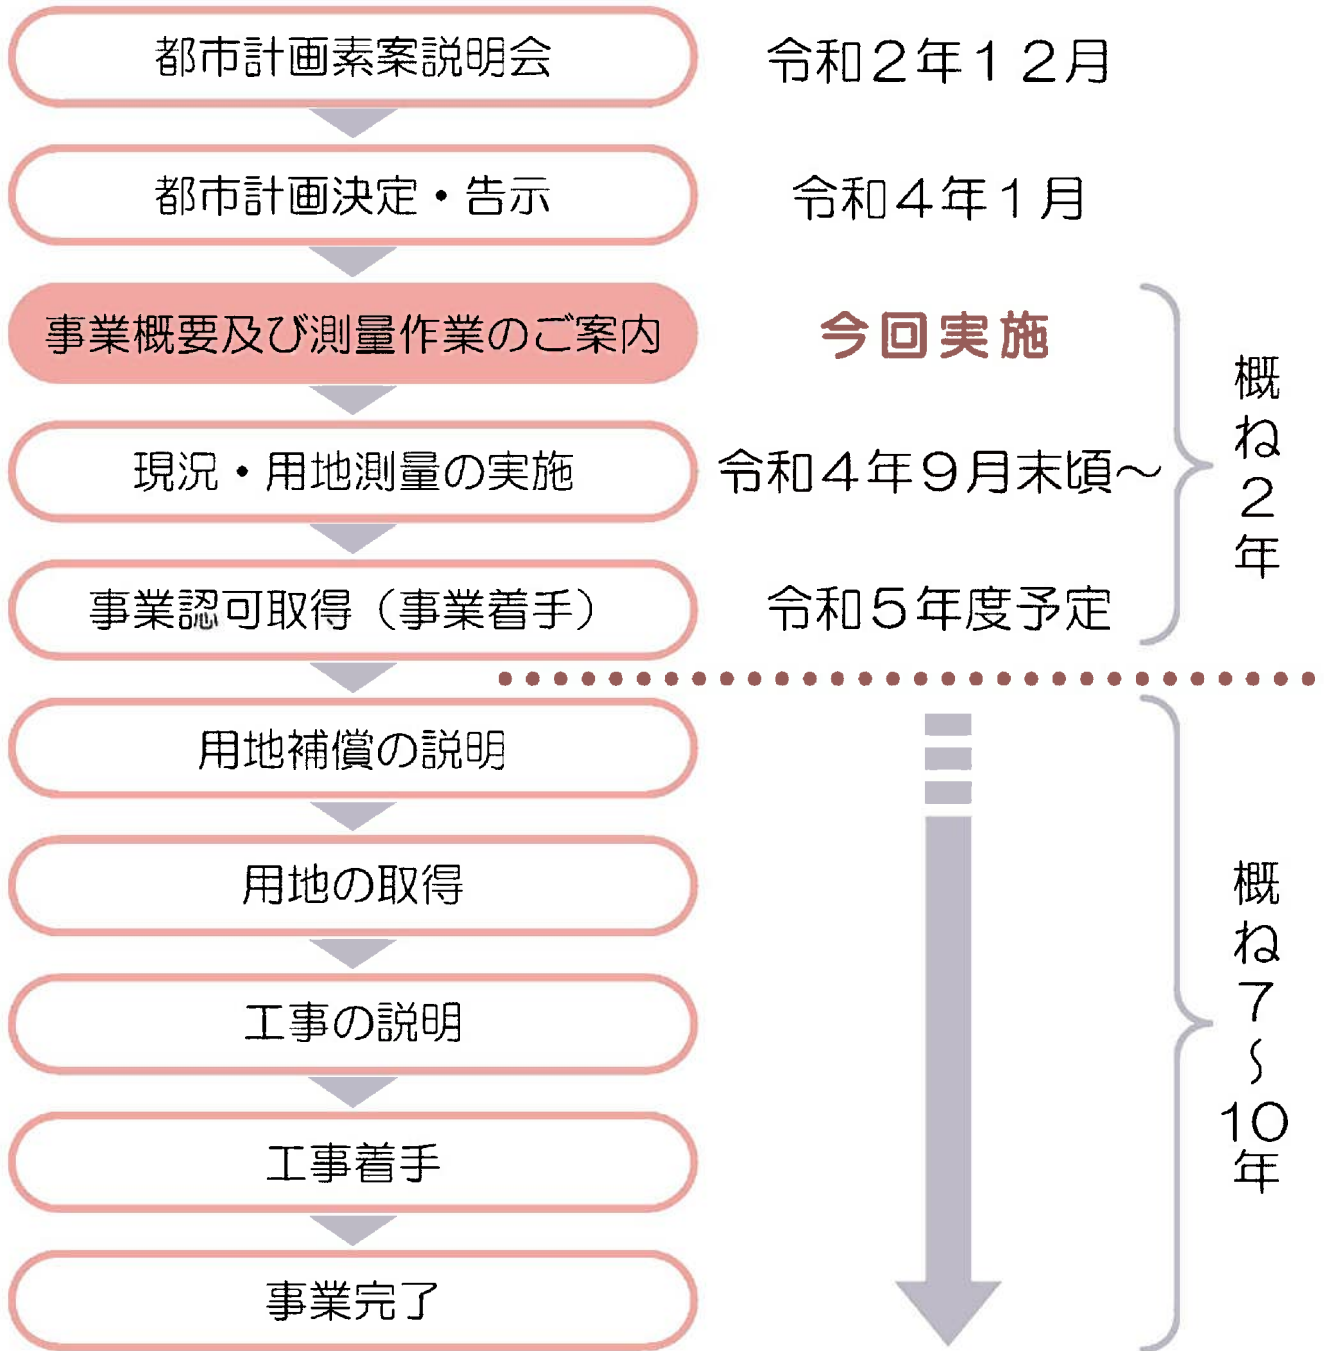 都市計画素案説明会　令和２年１２月
都市計画決定・告示　令和４年１月
事業概要及び測量作業のご案内　今回実施
現況・用地測量の実施　令和４年９月末頃～
事業認可取得（事業着手）　令和５年度予定
概ね２年
用地補償の説明
用地の取得
工事の説明
工事着手
事業完了
概ね７～10年